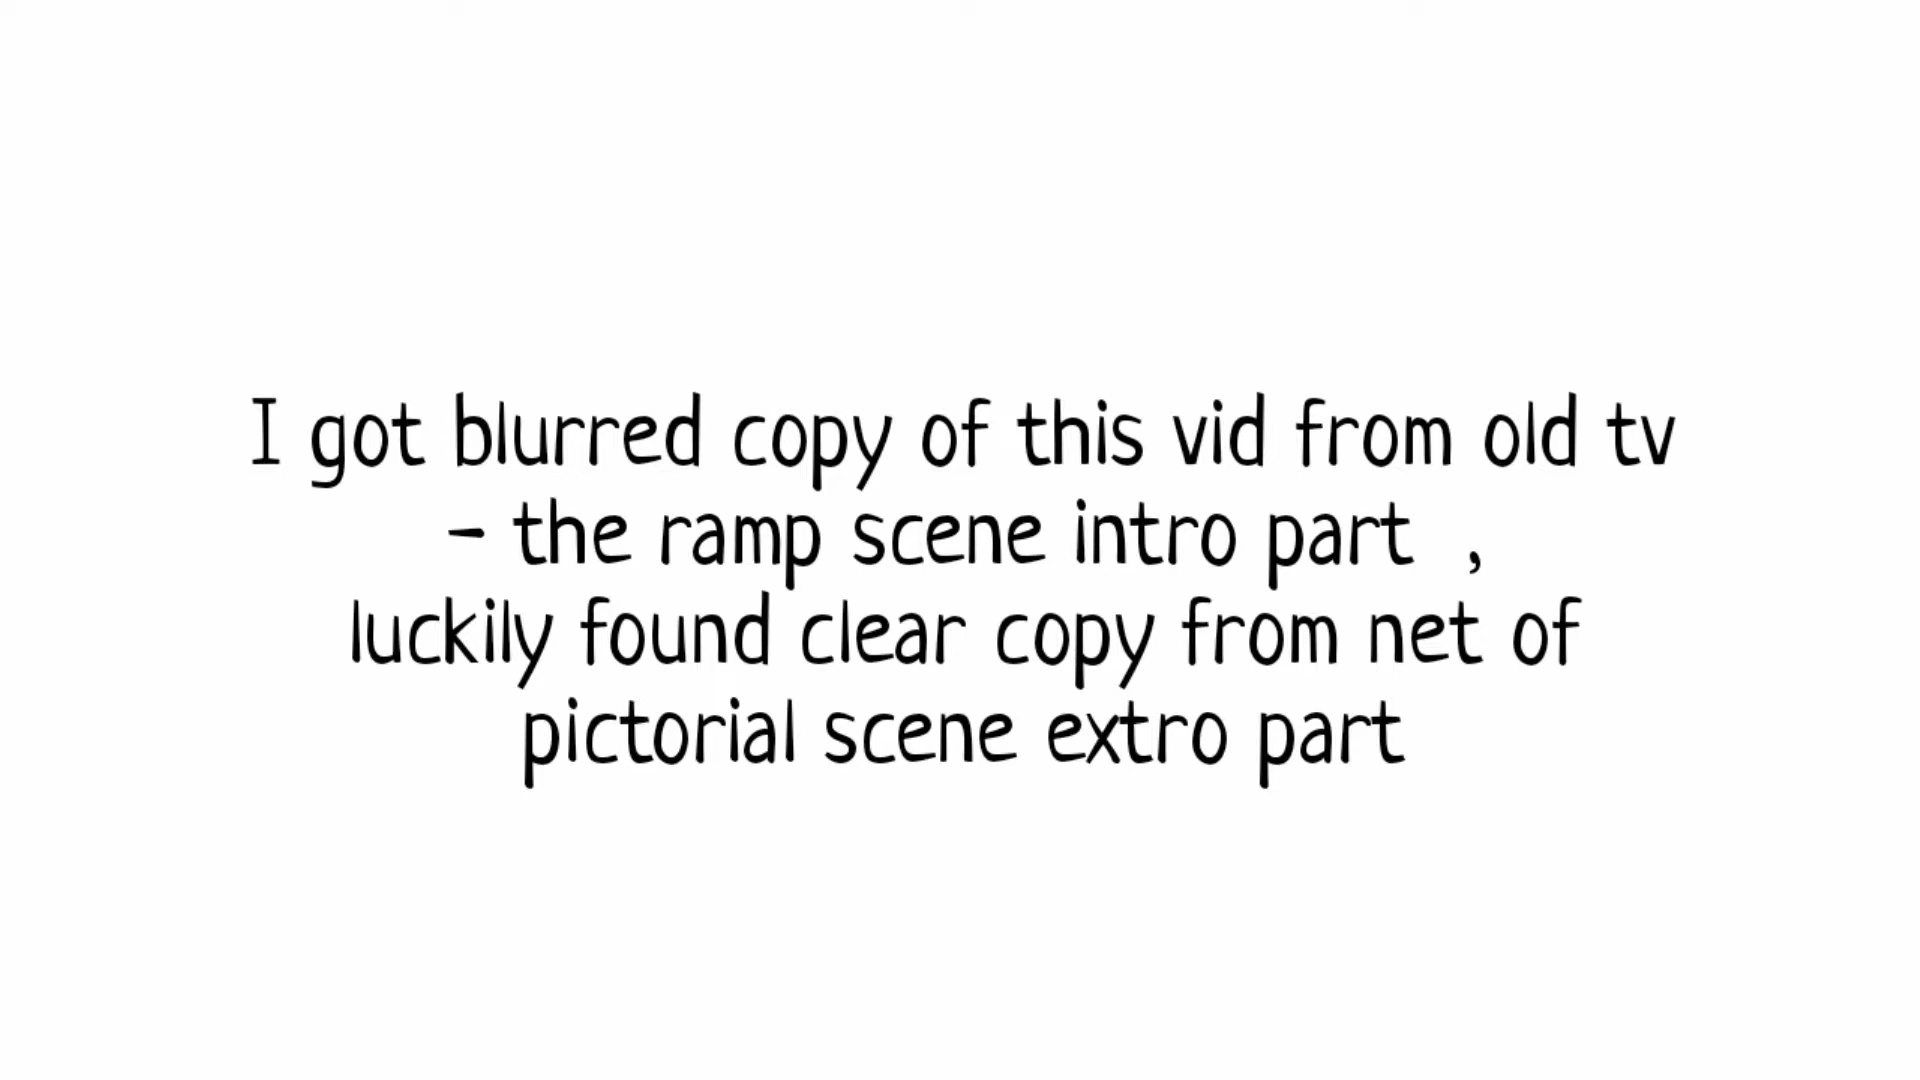 I got blurred copy of this vid from old tv
- the ramp scene intro part  ,
luckily found clear copy from net of
pictorial scene extro part